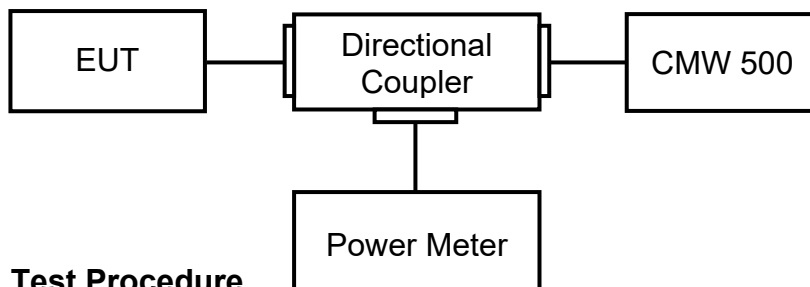 EUT
Directional
Coupler
CMW 500
Power Meter
Test Procedure